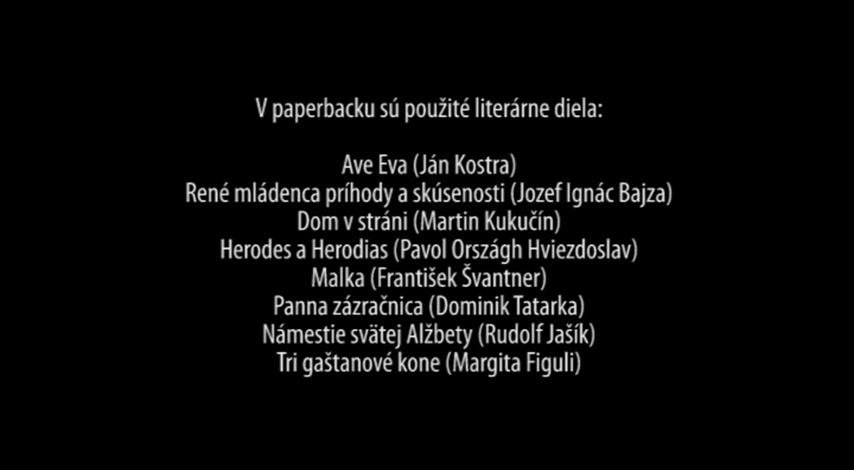 V paperbacku sú použité literárne diela:
Ave Eva (Ján Kostra)
René mládenca príhody a skúsenosti (Jozef Ignác Bajza)
Dom v stráni (Martin Kukučín)
Herodes a Herodias (Pavol Országh Hviezdoslav)
Malka (František Švantner)
Panna zázračnica (Dominik Tatarka)
Námestie svätej Alžbety (Rudolf Jašík)
Tri gaštanové kone (Margita Figuli)